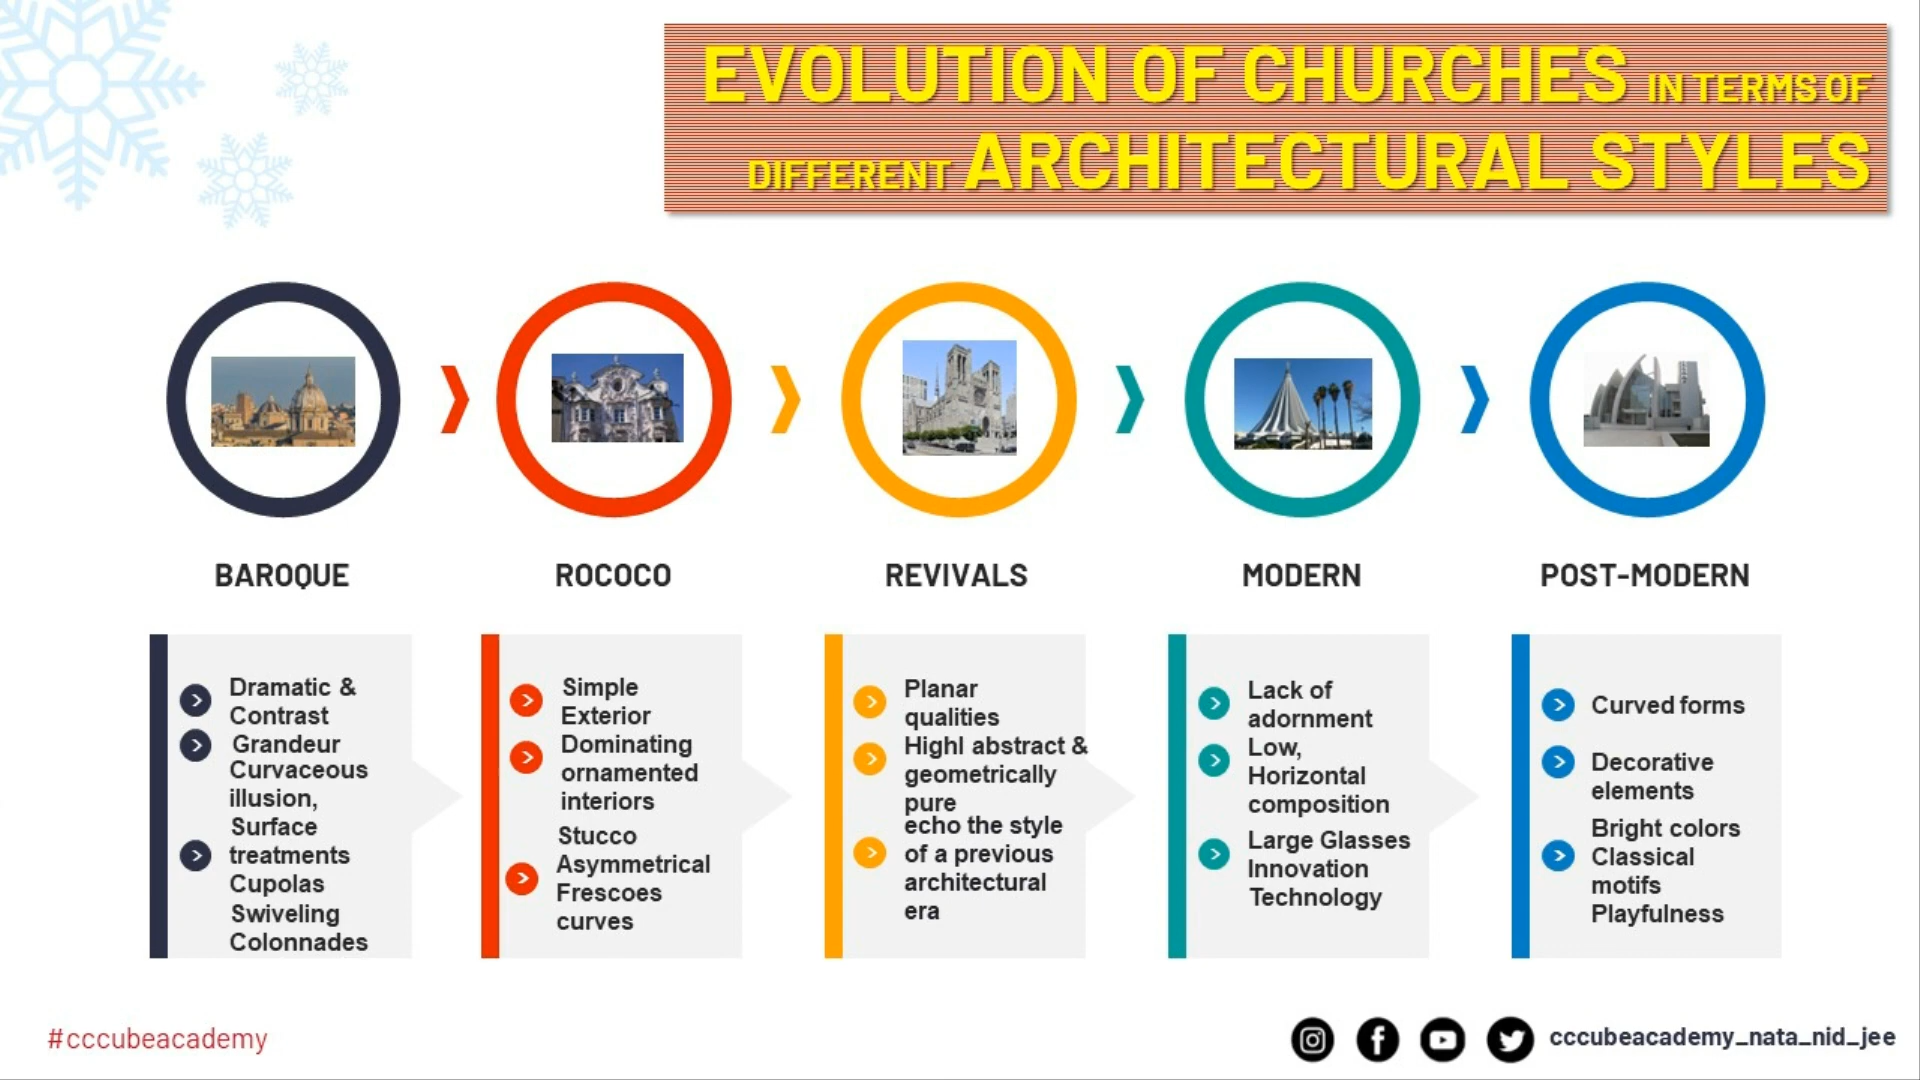 EVOLUTION OF CHURCHES IN TERMS OF
DIFFERENT ARCHITECTURAL STYLES
BAROQUE
Dramatic &
Contrast
Grandeur
Curvaceous
illusion,
Surface
treatments
Cupolas
Swiveling
Colonnades
ROCOCO
Simple
Exterior
Dominating
ornamented
interiors
Stucco
Asymmetrical
Frescoes
curves
REVIVALS
Planar
qualities
Highl abstract &
geometrically
pure
echo the style
of a previous
architectural
era
MODERN
Lack of
adornment
Low,
Horizontal
composition
Large Glasses
Innovation
Technology
POST-MODERN
Curved forms
Decorative
elements
Bright colors
Classical
motifs
Playfulness
#cccubeacademy
cccubeacademy_nata_nid_jee